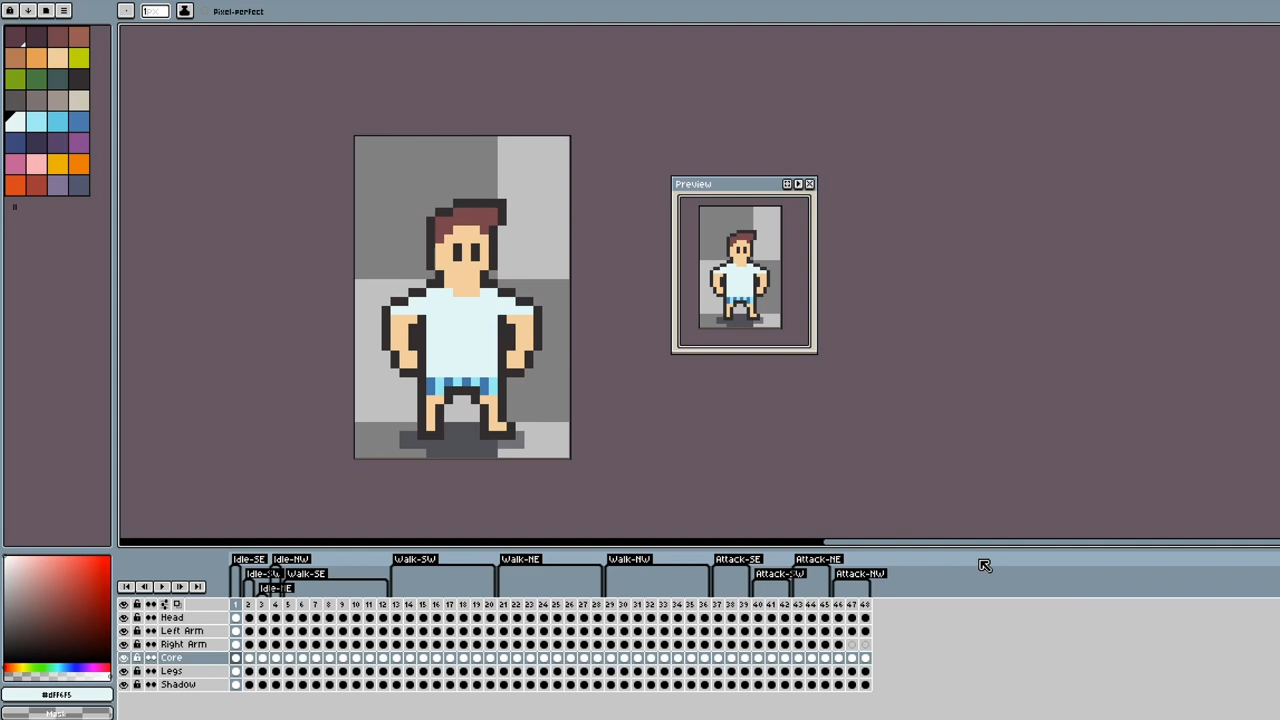 Pixel-perfect
Preview
Idle-SE
Idle-NW
Walk-SW
Walk-NE
Walk-NW
Attack-SE
Attack-NE
Walk-SE
Attack-SW
Attack-NW
1 2 3 4 5 6 7 8 9 10 11 12 13 14 15 16 17 18 19 20 21 22 23 24 25 26 27 28 29 30 31 32 33 34 35 36 37 38 39 40 41 42 43 44 45 46 47 48
Head
Left Arm
Right Arm
Core
Legs
Shadow
#dff6f5
Mask